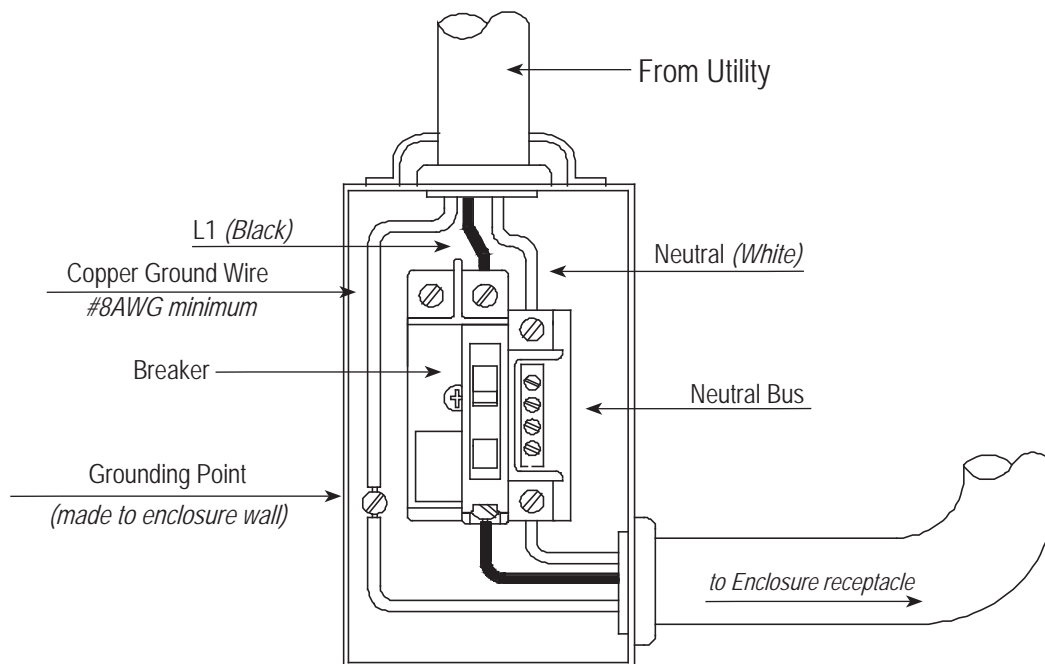 From Utility
L1 (Black)
Neutral (White)
Copper Ground Wire
#8AWG minimum
Breaker
Neutral Bus
Grounding Point
(made to enclosure wall)
to Enclosure receptacle